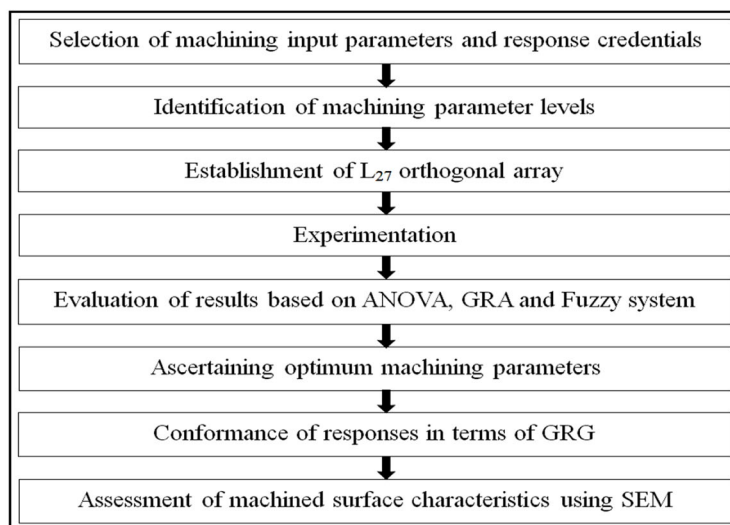 Selection of machining input parameters and response credentials
Identification of machining parameter levels
Establishment of L₂₇ orthogonal array
Experimentation
Evaluation of results based on ANOVA, GRA and Fuzzy system
Ascertaining optimum machining parameters
Conformance of responses in terms of GRG
Assessment of machined surface characteristics using SEM